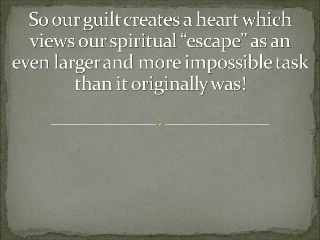 So our guilt creates a heart which
views our spiritual “escape” as an
even larger and more impossible task
than it originally was!